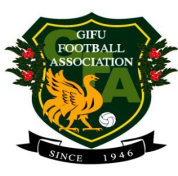 GIFU
FOOTBALL
ASSOCIATION
GFA
SINCE 1946